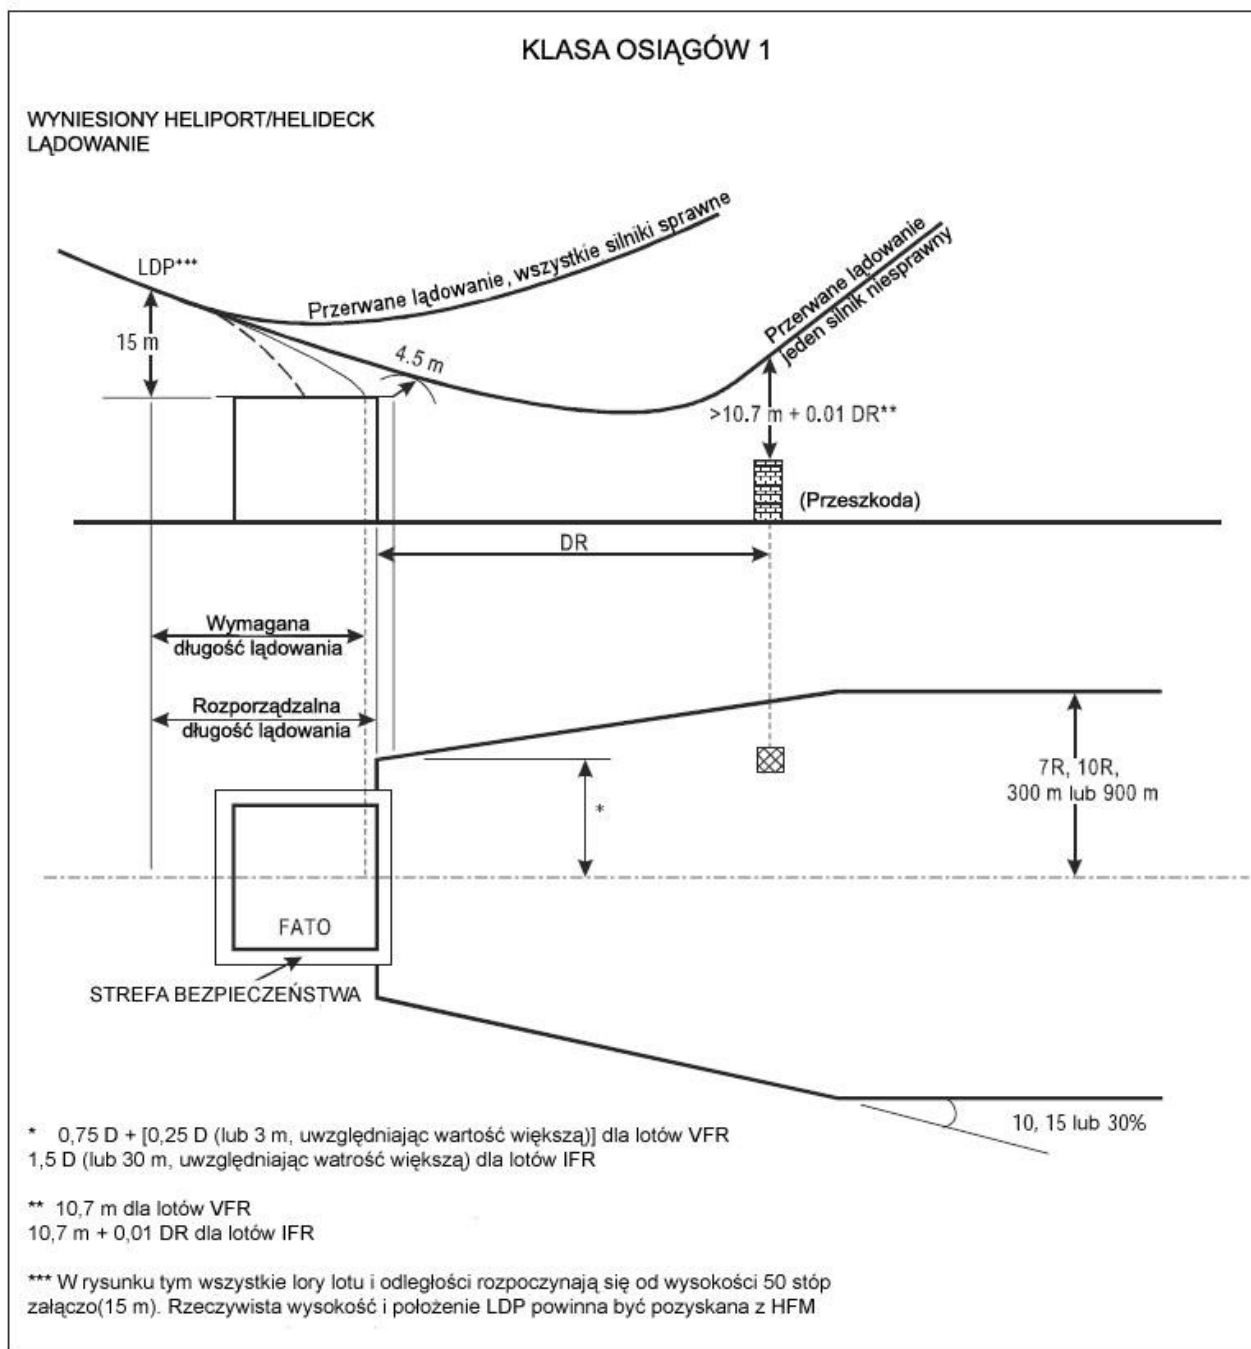 KLASA OSIĄGÓW 1
WYNIESIONY HELIPORT/HELIDECK
LĄDOWANIE
LDP***
Przerwane lądowanie, wszystkie silniki sprawne
Przerwane lądowanie
jeden silnik niesprawny
15 m
4.5 m
>10.7 m + 0.01 DR**
(Przeszkoda)
DR
Wymagana
długość lądowania
Rozporządzalna
długość lądowania
7R, 10R,
300 m lub 900 m
*
FATO
STREFA BEZPIECZEŃSTWA
10, 15 lub 30%
* 0,75 D + [0,25 D (lub 3 m, uwzględniając wartość większą)] dla lotów VFR
1,5 D (lub 30 m, uwzględniając watrość większą) dla lotów IFR
** 10,7 m dla lotów VFR
10,7 m + 0,01 DR dla lotów IFR
*** W rysunku tym wszystkie lory lotu i odległości rozpoczynają się od wysokości 50 stóp
załączo(15 m). Rzeczywista wysokość i położenie LDP powinna być pozyskana z HFM